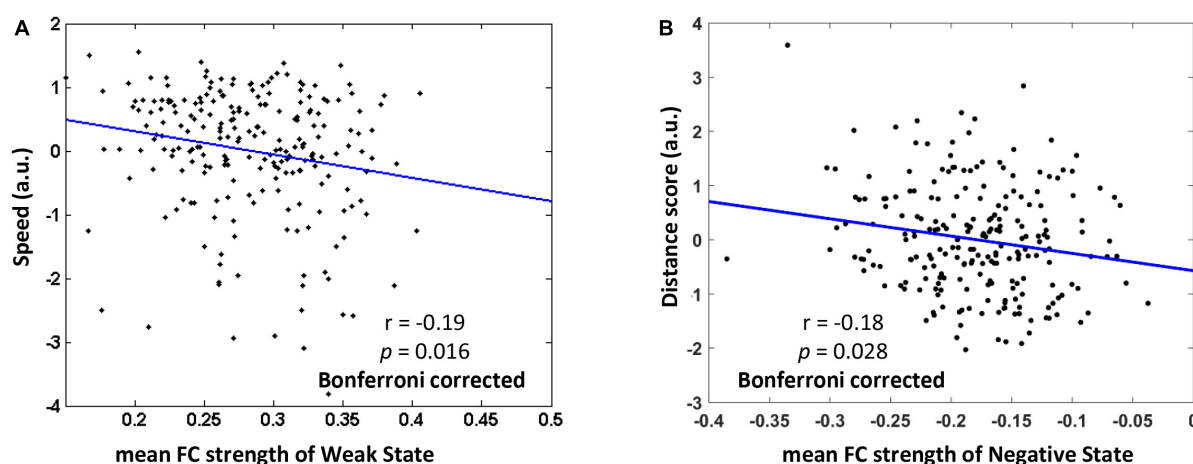 A
2
1
0
-1
-2
-3
-4
Speed (a.u.)
r = -0.19
p = 0.016
Bonferroni corrected
0.2 0.25 0.3 0.35 0.4 0.45 0.5
mean FC strength of Weak State
B
4
3
2
1
0
-1
-2
-3
Distance score (a.u.)
r = -0.18
p = 0.028
Bonferroni corrected
-0.4 -0.35 -0.3 -0.25 -0.2 -0.15 -0.1 -0.05 0
mean FC strength of Negative State